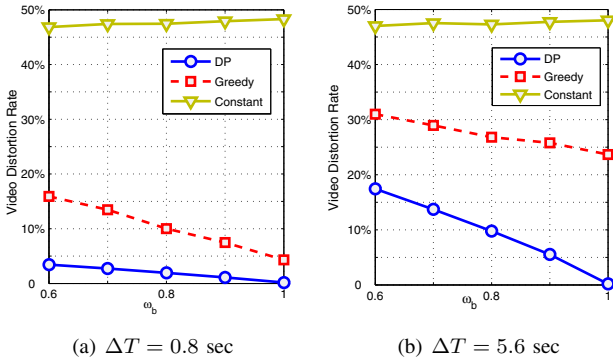 50%
40%
30%
20%
10%
0
Video Distortion Rate
DP
Greedy
Constant
0.6
0.8
1
ω_b
(a) ΔT = 0.8 sec
50%
40%
30%
20%
10%
0
Video Distortion Rate
DP
Greedy
Constant
0.6
0.8
1
ω_b
(b) ΔT = 5.6 sec